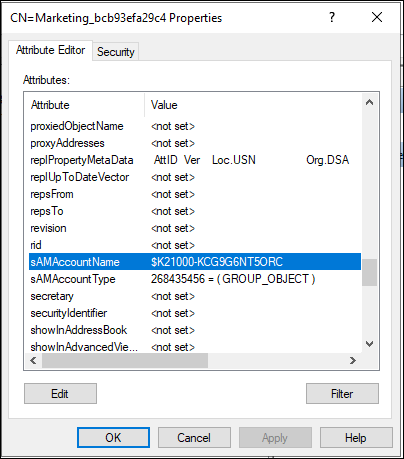 CN=Marketing_bcb93efa29c4 Properties
Attribute Editor Security
Attributes:
Attribute Value
proxiedObjectName <not set>
proxyAddresses <not set>
replPropertyMetaData AttID Ver Loc.USN Org.DSA
replUpToDateVector <not set>
repsFrom <not set>
repsTo <not set>
revision <not set>
rid <not set>
sAMAccountName $K21000-KCG9G6NT5ORC
sAMAccountType 268435456 = ( GROUP_OBJECT )
secretary <not set>
securityIdentifier <not set>
showInAddressBook <not set>
showInAdvancedVie... <not set>
Edit Filter
OK Cancel Apply Help